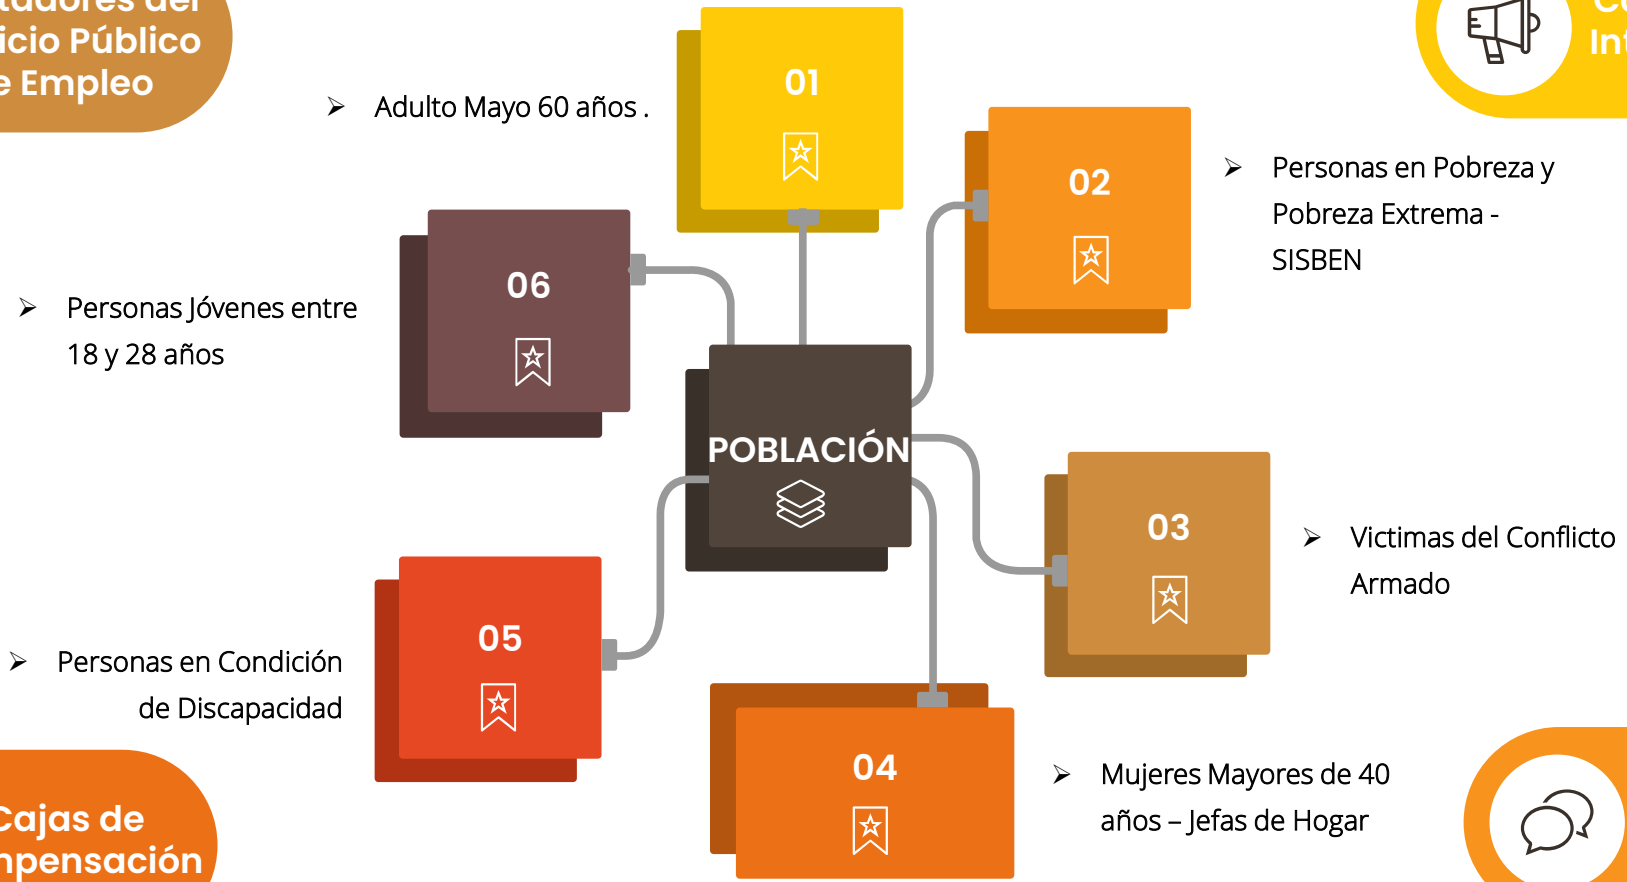 Público
Empleo
01
Adulto Mayo 60 años .
02
Personas en Pobreza y
Pobreza Extrema -
SISBEN
06
Personas Jóvenes entre
18 y 28 años
POBLACIÓN
03
Victimas del Conflicto
Armado
05
Personas en Condición
de Discapacidad
04
Mujeres Mayores de 40
años – Jefas de Hogar
Cajas de